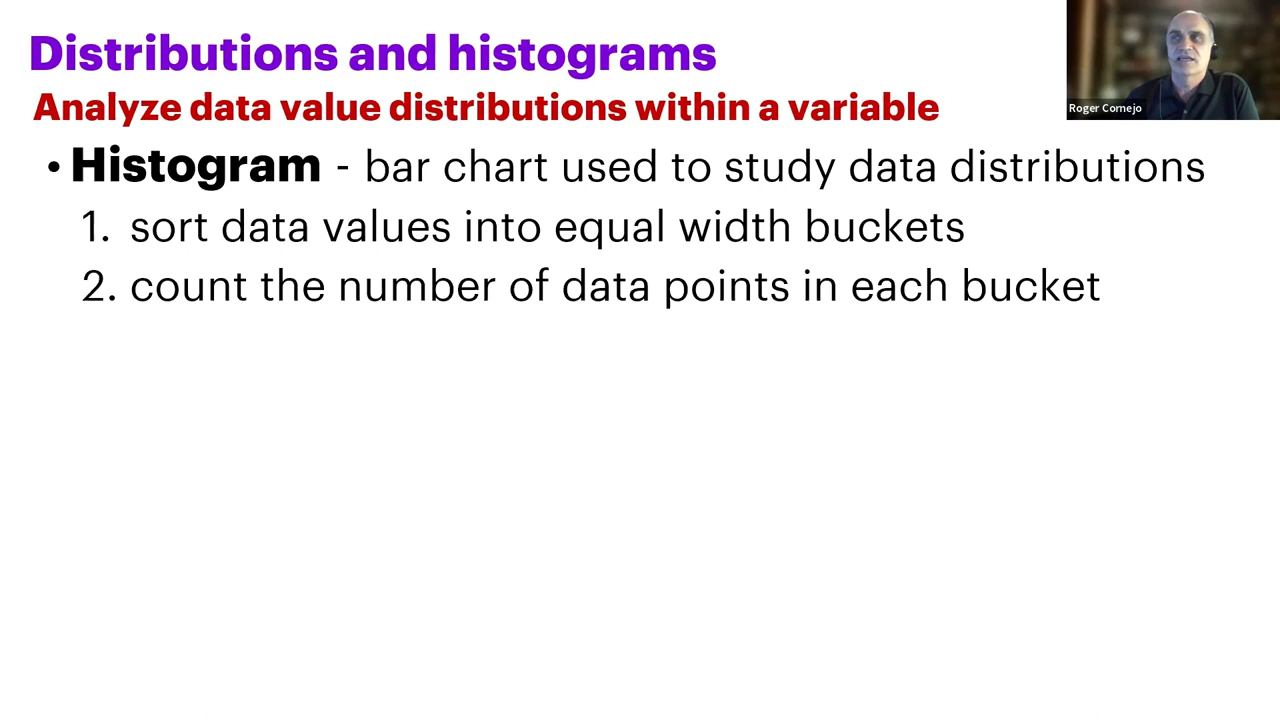 Distributions and histograms
Analyze data value distributions within a variable
Roger Cornejo
• Histogram - bar chart used to study data distributions
1. sort data values into equal width buckets
2. count the number of data points in each bucket